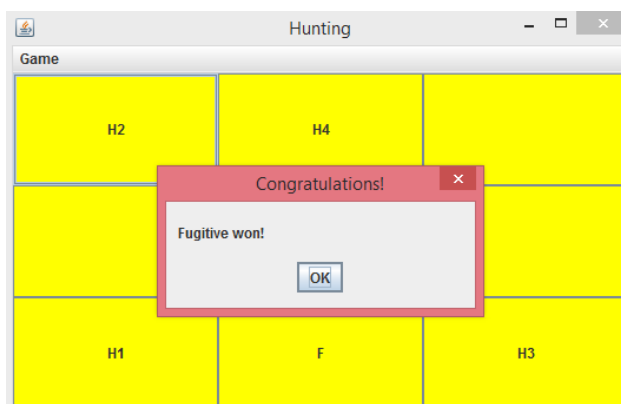 Hunting
Game
H2 H4
Congratulations!
Fugitive won!
OK
H1 F H3